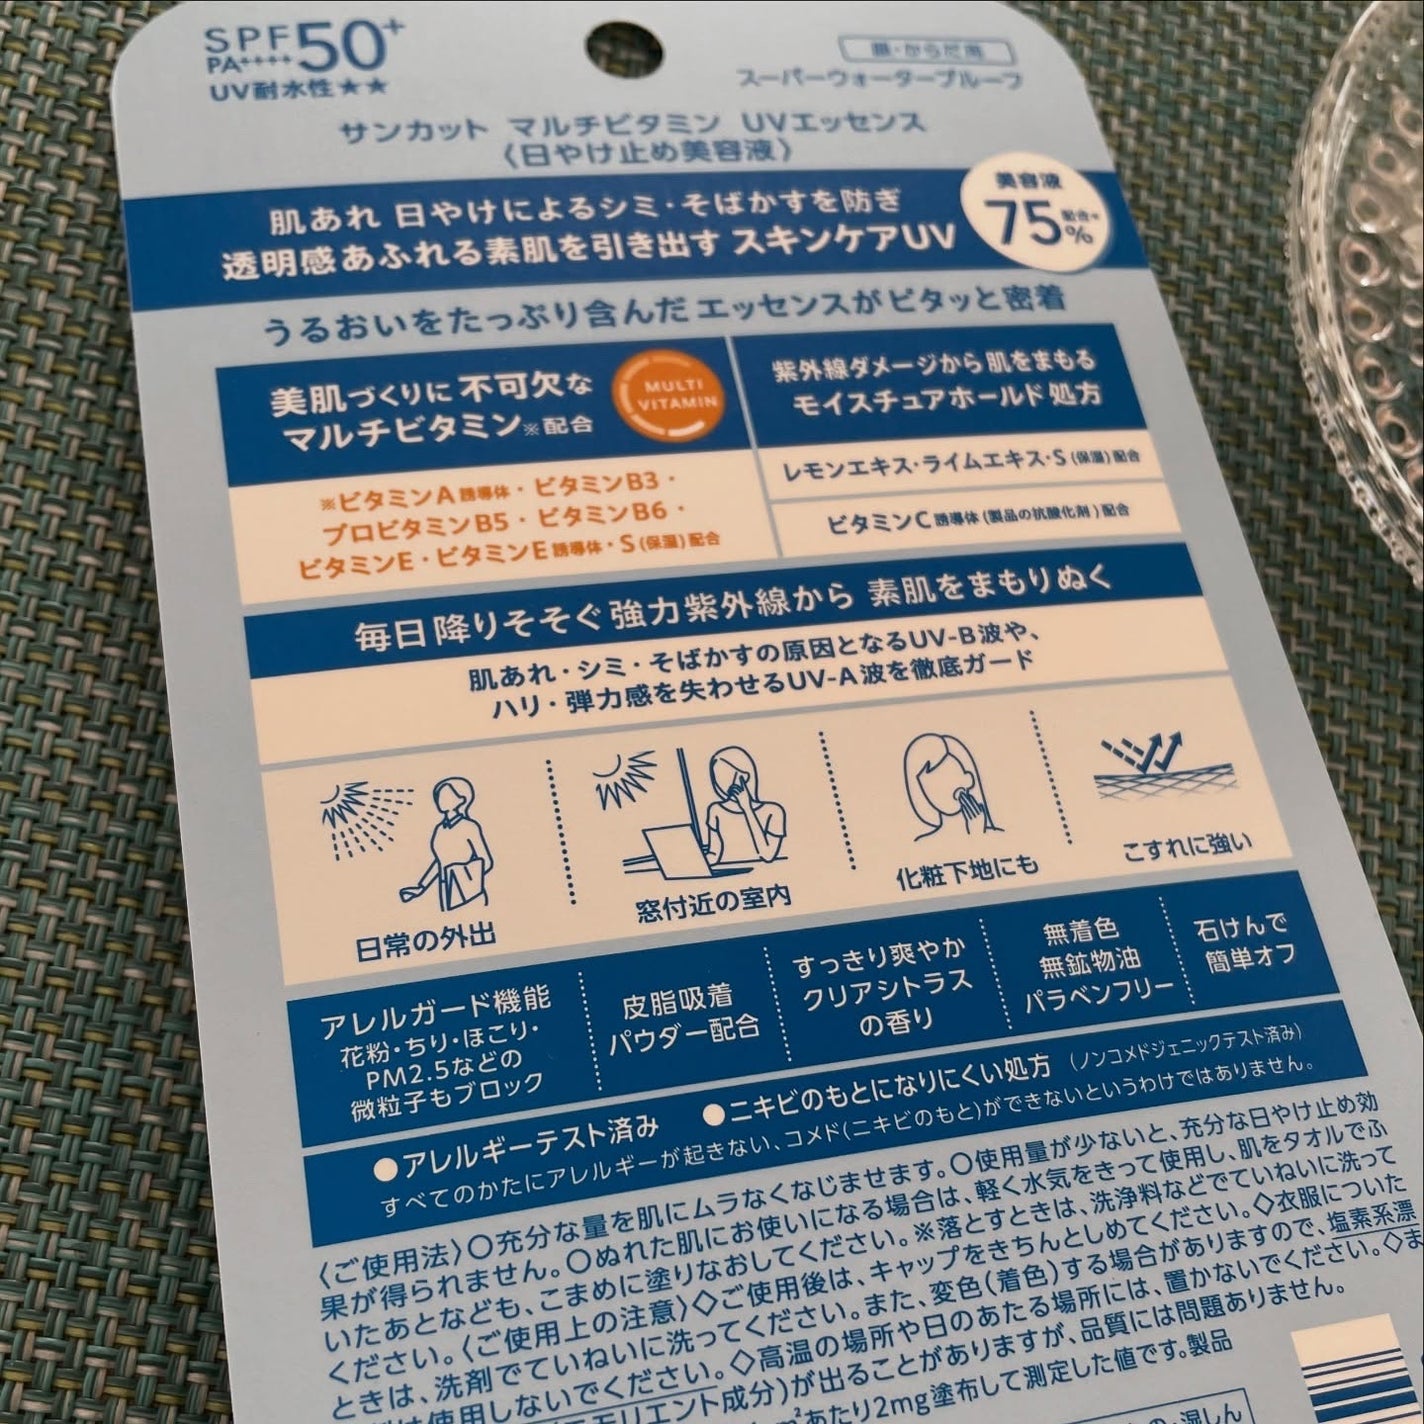 SPF50+
PA++++
UV耐水性★★
顔・からだ用
スーパーウォータープルーフ
サンカット マルチビタミン UVエッセンス
〈日やけ止め美容液〉
肌あれ 日やけによるシミ・そばかすを防ぎ
透明感あふれる素肌を引き出す スキンケアUV
美容液
75%
配合*
うるおいをたっぷり含んだ エッセンスが ピタッと密着
美肌づくりに 不可欠な
マルチビタミン※配合
MULTI
VITAMIN
※ビタミンA誘導体・ビタミンB3・
プロビタミンB5・ビタミンB6・
ビタミンE・ビタミンE誘導体・S(保湿)配合
紫外線ダメージから 肌をまもる
モイスチュアホールド 処方
レモンエキス・ライムエキス・S(保湿)配合
ビタミンC誘導体(製品の抗酸化剤)配合
毎日 降りそそぐ 強力紫外線から 素肌をまもりぬく
肌あれ・シミ・そばかすの原因となるUV-B波や、
ハリ・弾力感を失わせるUV-A波を徹底ガード
日常の外出
窓付近の室内
化粧下地にも
こすれに強い
アレルガード機能
花粉・ちり・ほこり・
PM2.5などの
微粒子もブロック
皮脂吸着
パウダー配合
すっきり爽やか
クリアシトラス
の香り
無着色
無鉱物油
パラベンフリー
石けんで
簡単オフ
●アレルギーテスト済み ●ニキビのもとになりにくい処方 (ノンコメドジェニックテスト済み)
すべてのかたにアレルギーが起きない、コメド(ニキビのもと)ができないというわけではありません。
〈ご使用法〉○充分な量を肌にムラなくなじませます。○使用量が少ないと、充分な日やけ止め効
果が得られません。○ぬれた肌にお使いになる場合は、軽く水気をきって使用し、肌をタオルでふ
いたあとなども、こまめに塗りなおしてください。※落とすときは、洗浄料などでていねいに洗って
ください。〈ご使用上の注意〉◇ご使用後は、キャップをきちんとしめてください。◇衣服についた
ときは、洗剤でていねいに洗ってください。また、変色(着色)する場合がありますので、塩素系漂
は使用しないでください。◇高温の場所や日のあたる場所には、置かないでください。◇ま
エモリエント成分)が出ることがありますが、品質には問題ありません。
あたり2mg塗布して測定した値です。製品
の、湿しん